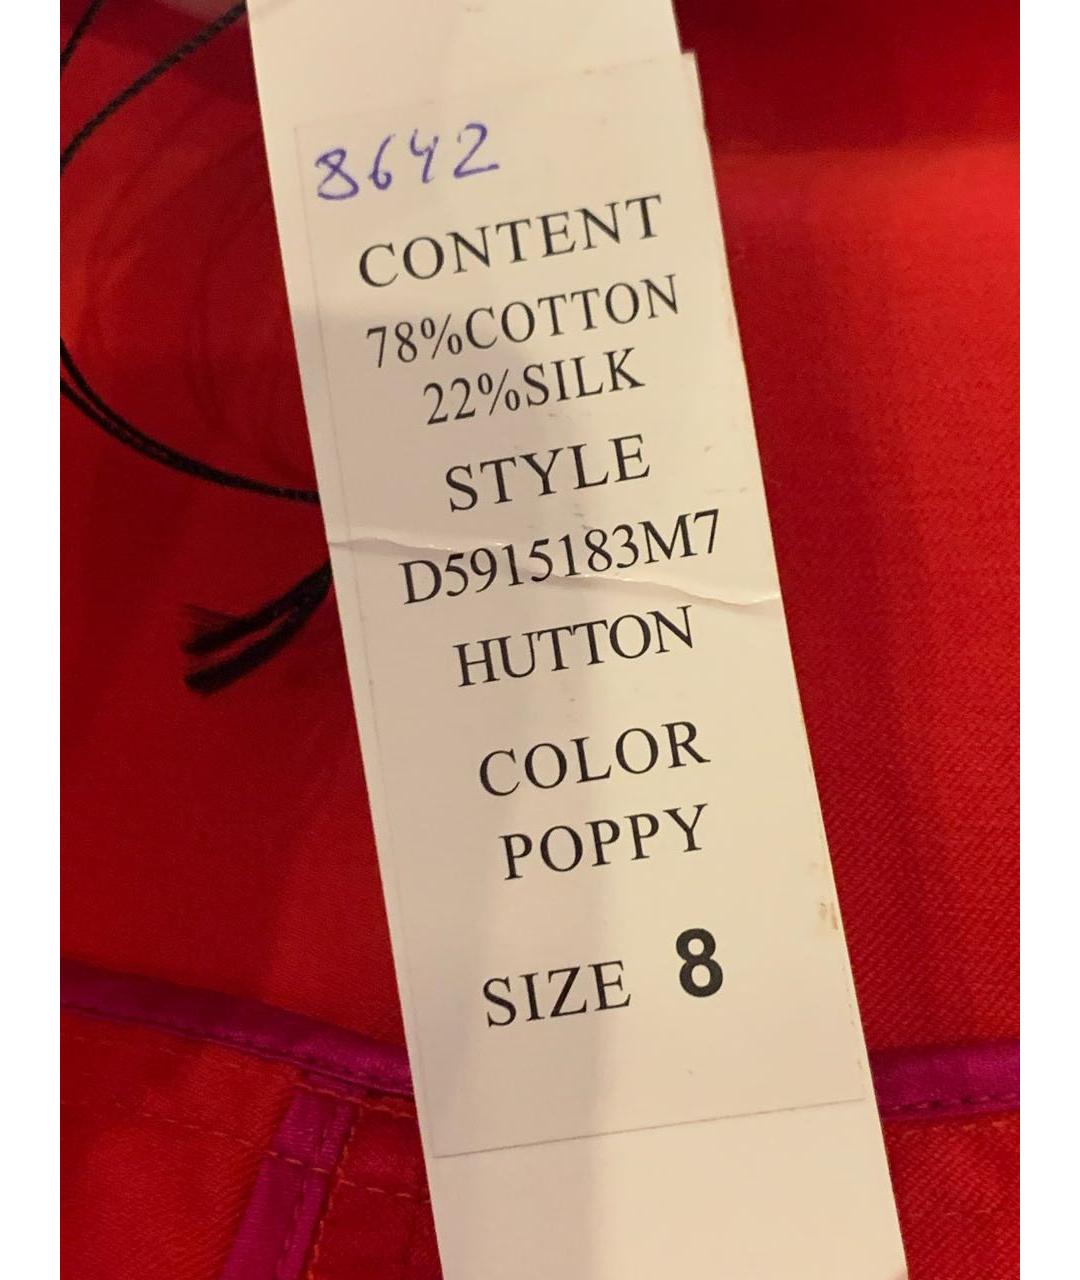 8642
CONTENT
78%COTTON
22%SILK
STYLE
D5915183M7
HUTTON
COLOR
POPPY
SIZE 8